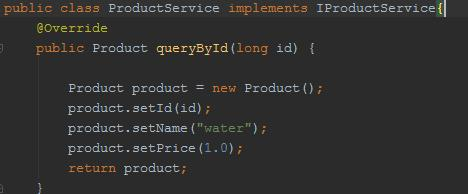 public class ProductService implements IProductService{
@Override
public Product queryById(long id) {
Product product = new Product();
product.setId(id);
product.setName("water");
product.setPrice(1.0);
return product;
}